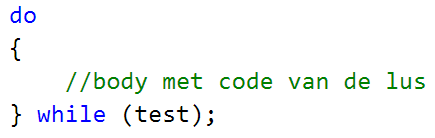 do
{
    //body met code van de lus
} while (test);